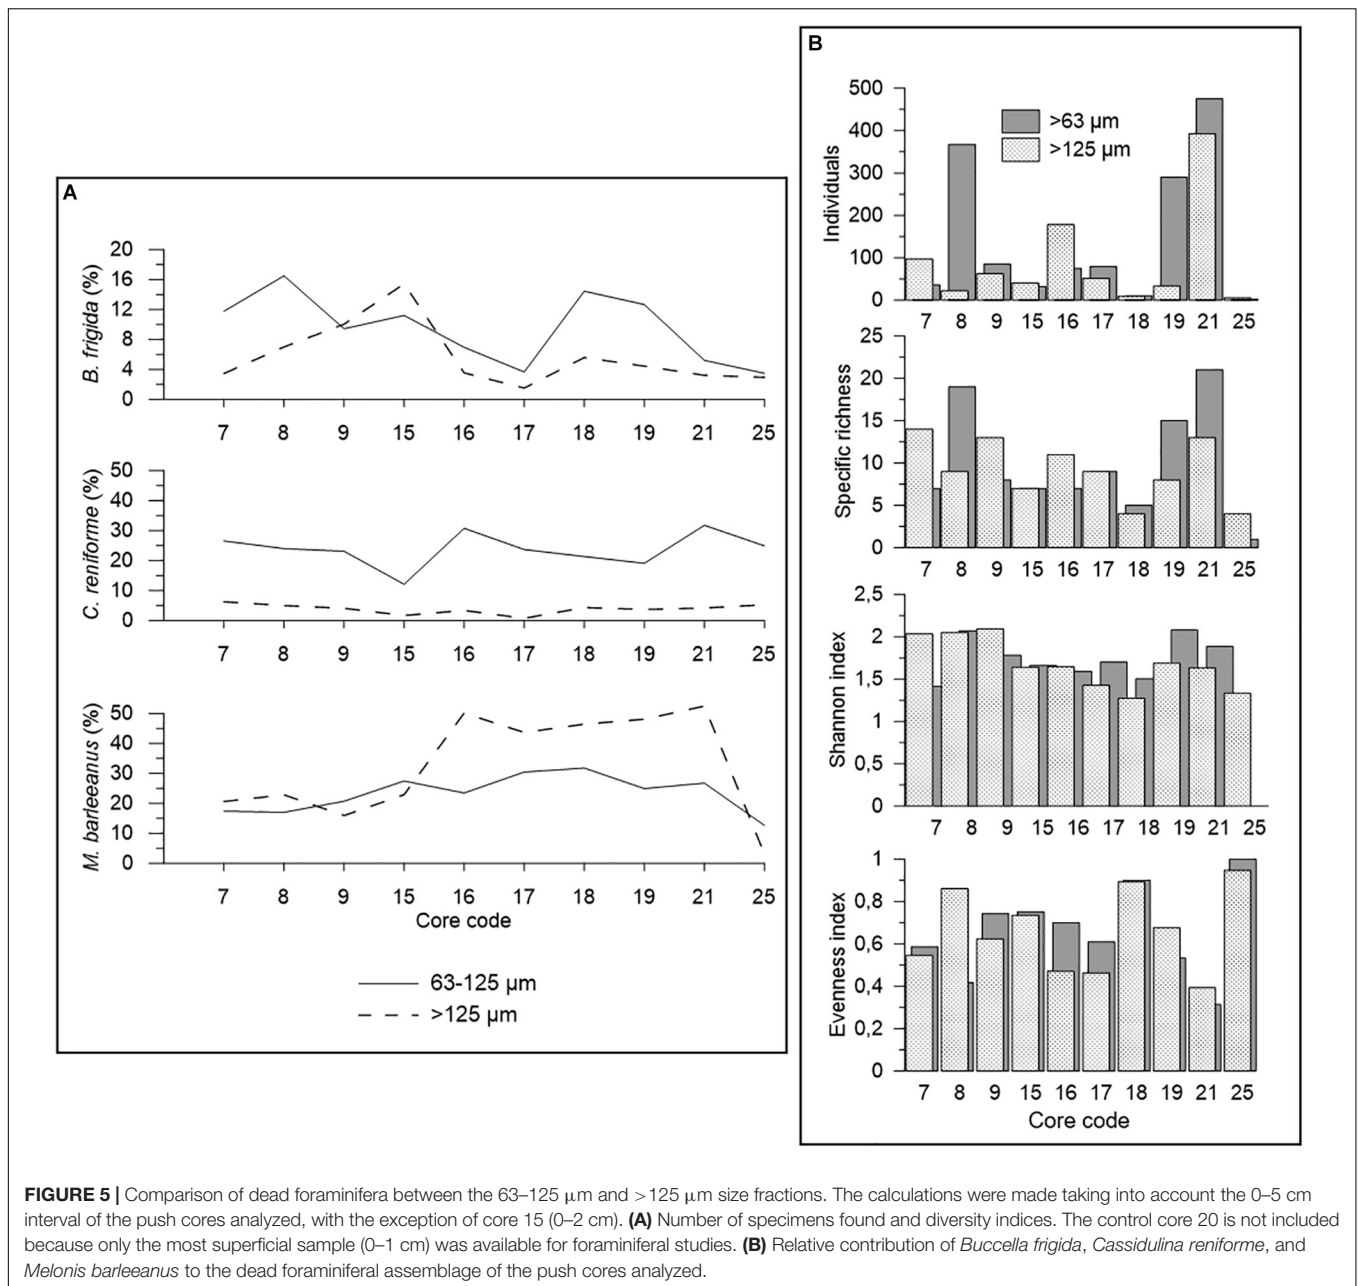 A
B. frigida (%)
20
16
12
8
4
0
7 8 9 15 16 17 18 19 21 25
C. reniforme (%)
50
40
30
20
10
0
7 8 9 15 16 17 18 19 21 25
M. barleeanus (%)
50
40
30
20
10
0
7 8 9 15 16 17 18 19 21 25
Core code
63-125 µm
>125 µm
B
Individuals
500
400
300
200
100
0
>63 µm
>125 µm
7 8 9 15 16 17 18 19 21 25
Specific richness
25
20
15
10
5
0
7 8 9 15 16 17 18 19 21 25
Shannon index
2,5
2
1,5
1
0,5
0
7 8 9 15 16 17 18 19 21 25
Evenness index
1
0,8
0,6
0,4
0,2
0
7 8 9 15 16 17 18 19 21 25
Core code
FIGURE 5 | Comparison of dead foraminifera between the 63–125 µm and >125 µm size fractions. The calculations were made taking into account the 0–5 cm
interval of the push cores analyzed, with the exception of core 15 (0–2 cm). (A) Number of specimens found and diversity indices. The control core 20 is not included
because only the most superficial sample (0–1 cm) was available for foraminiferal studies. (B) Relative contribution of Buccella frigida, Cassidulina reniforme, and
Melonis barleeanus to the dead foraminiferal assemblage of the push cores analyzed.